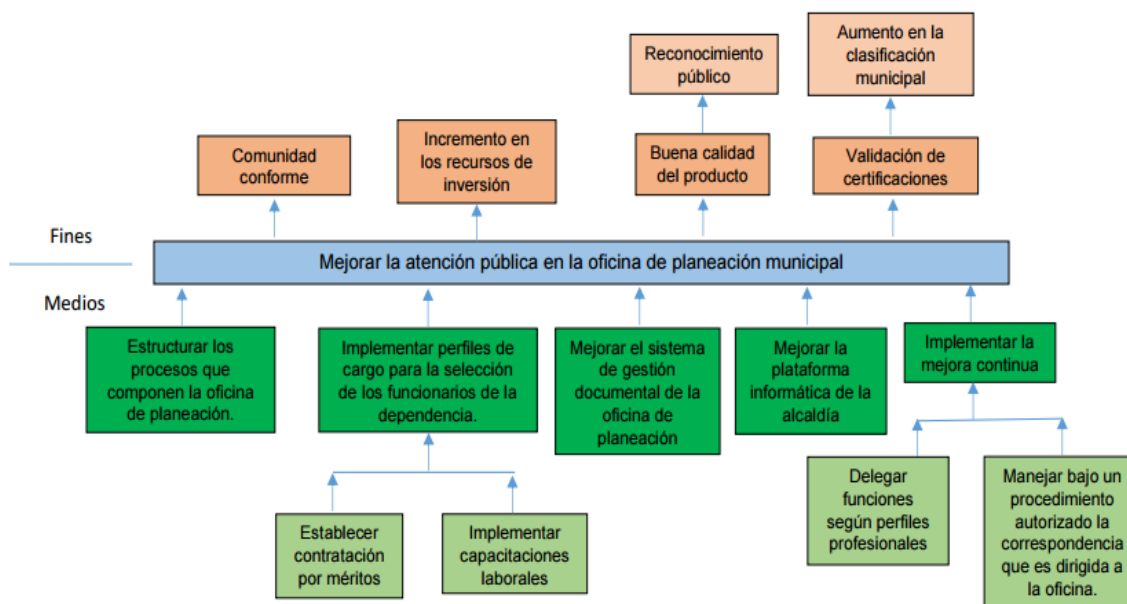 Reconocimiento
público
Aumento en la
clasificación
municipal
Comunidad
conforme
Incremento en
los recursos de
inversión
Buena calidad
del producto
Validación de
certificaciones
Fines
Mejorar la atención pública en la oficina de planeación municipal
Medios
Estructurar los
procesos que
componen la oficina
de planeación.
Implementar perfiles de
cargo para la selección
de los funcionarios de la
dependencia.
Mejorar el sistema
de gestión
documental de la
oficina de
planeación
Mejorar la
plataforma
informática de la
alcaldía
Implementar la
mejora continua
Establecer
contratación
por méritos
Implementar
capacitaciones
laborales
Delegar
funciones
según perfiles
profesionales
Manejar bajo un
procedimiento
autorizado la
correspondencia
que es dirigida a
la oficina.